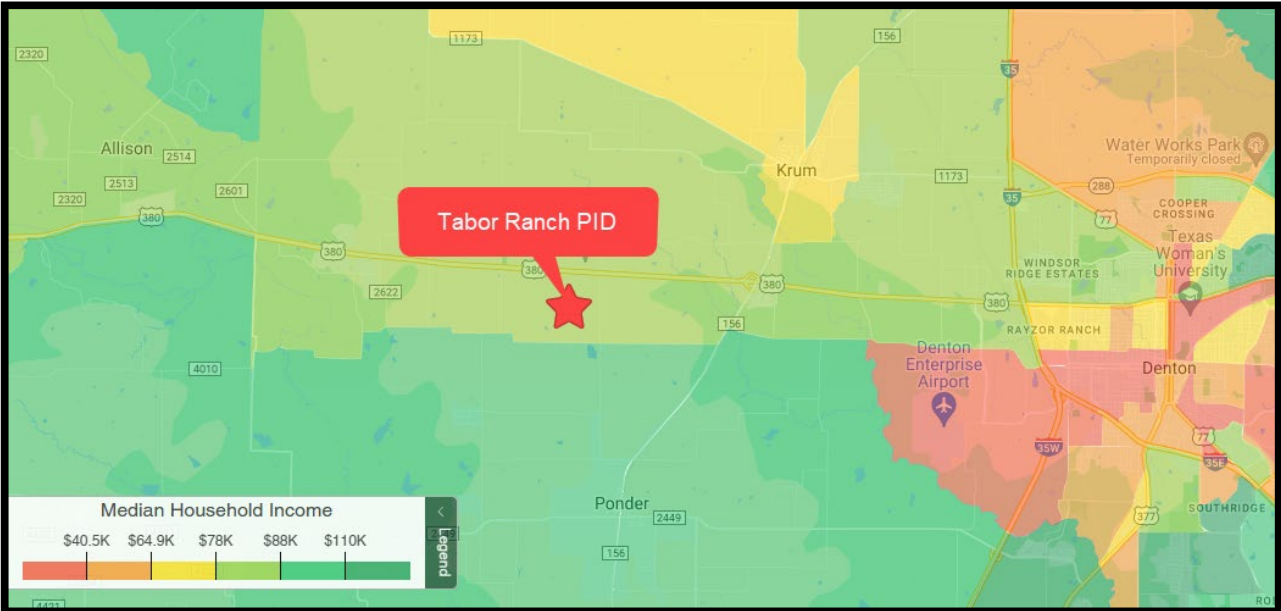 2320
1173
156
35
Allison
2514
2513
2320
2601
380
Krum
1173
35
Water Works Park
Temporarily closed
288
77
COOPER
CROSSING
Texas
Woman's
University
Tabor Ranch PID
380
380
2622
380
156
WINDSOR
RIDGE ESTATES
380
RAYZOR RANCH
Denton
Enterprise
Airport
Denton
4010
35W
77
35E
Ponder
2449
156
377
SOUTHRIDGE
Median Household Income
$40.5K
$64.9K
$78K
$88K
$110K
<
Legend